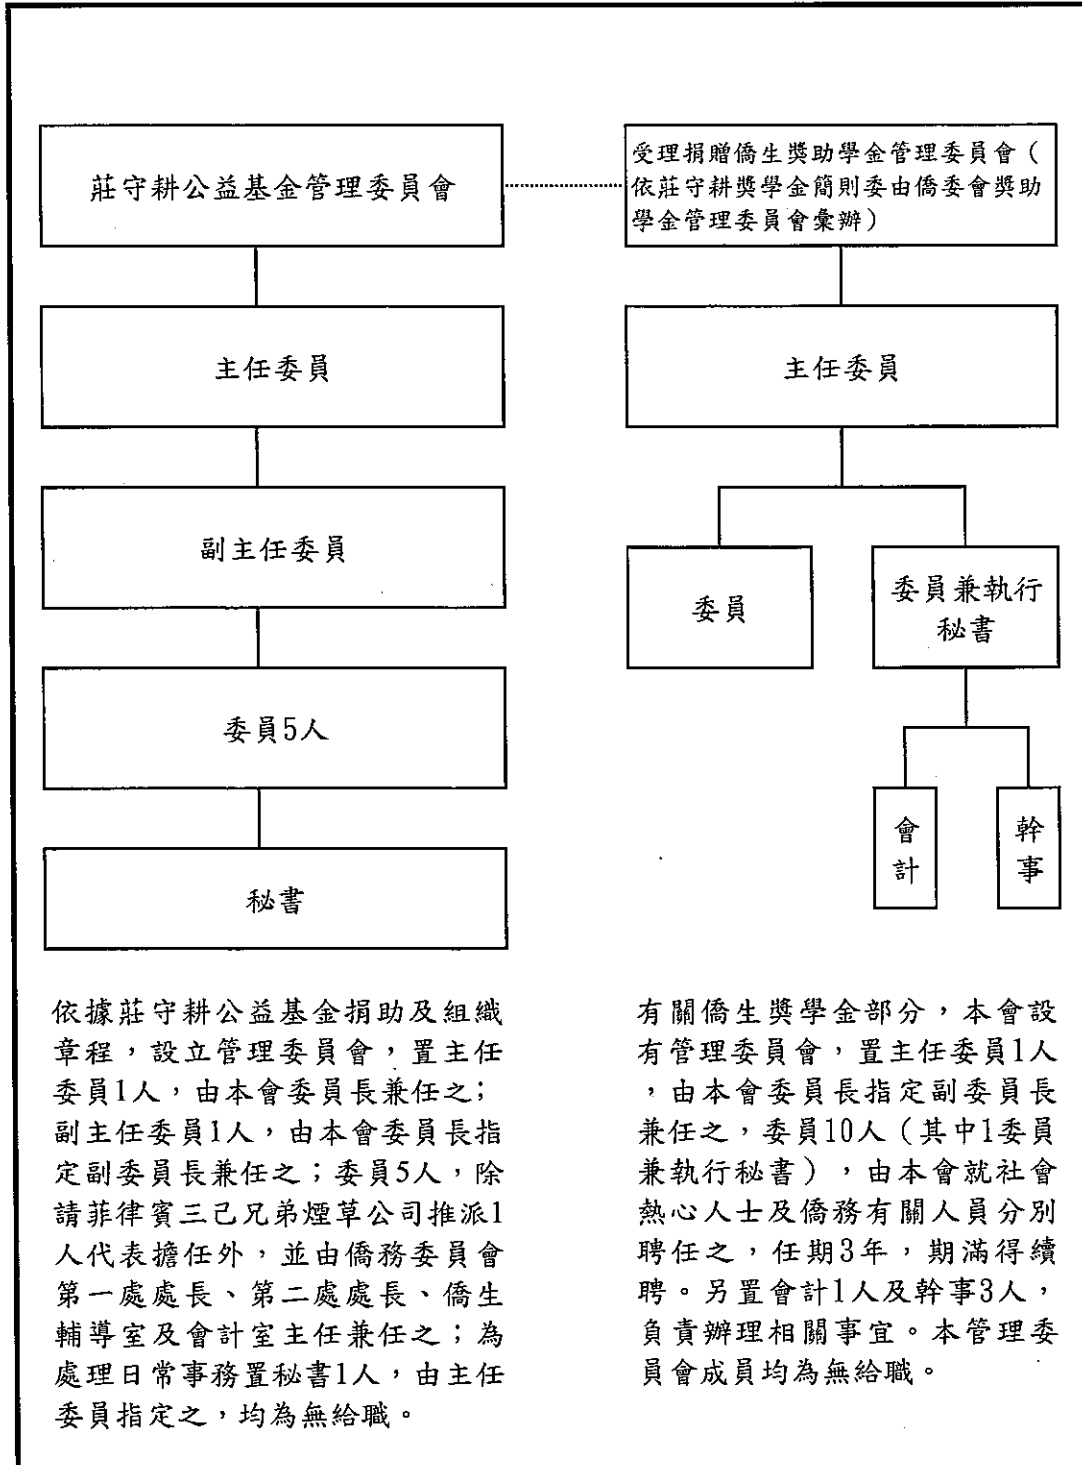 莊守耕公益基金管理委員會
主任委員
副主任委員
委員5人
秘書
依據莊守耕公益基金捐助及組織
章程，設立管理委員會，置主任
委員1人，由本會委員長兼任之；
副主任委員1人，由本會委員長指
定副委員長兼任之；委員5人，除
請菲律賓三己兄弟煙草公司推派1
人代表擔任外，並由僑務委員會
第一處處長、第二處處長、僑生
輔導室及會計室主任兼任之；為
處理日常事務置秘書1人，由主任
委員指定之，均為無給職。
受理捐贈僑生獎助學金管理委員會（
依莊守耕獎學金簡則委由僑委會獎助
學金管理委員會彙辦）
主任委員
委員
委員兼執行
秘書
會
計
幹
事
有關僑生獎學金部分，本會設
有管理委員會，置主任委員1人
，由本會委員長指定副委員長
兼任之，委員10人（其中1委員
兼執行秘書），由本會就社會
熱心人士及僑務有關人員分別
聘任之，任期3年，期滿得續
聘。另置會計1人及幹事3人，
負責辦理相關事宜。本管理委
員會成員均為無給職。